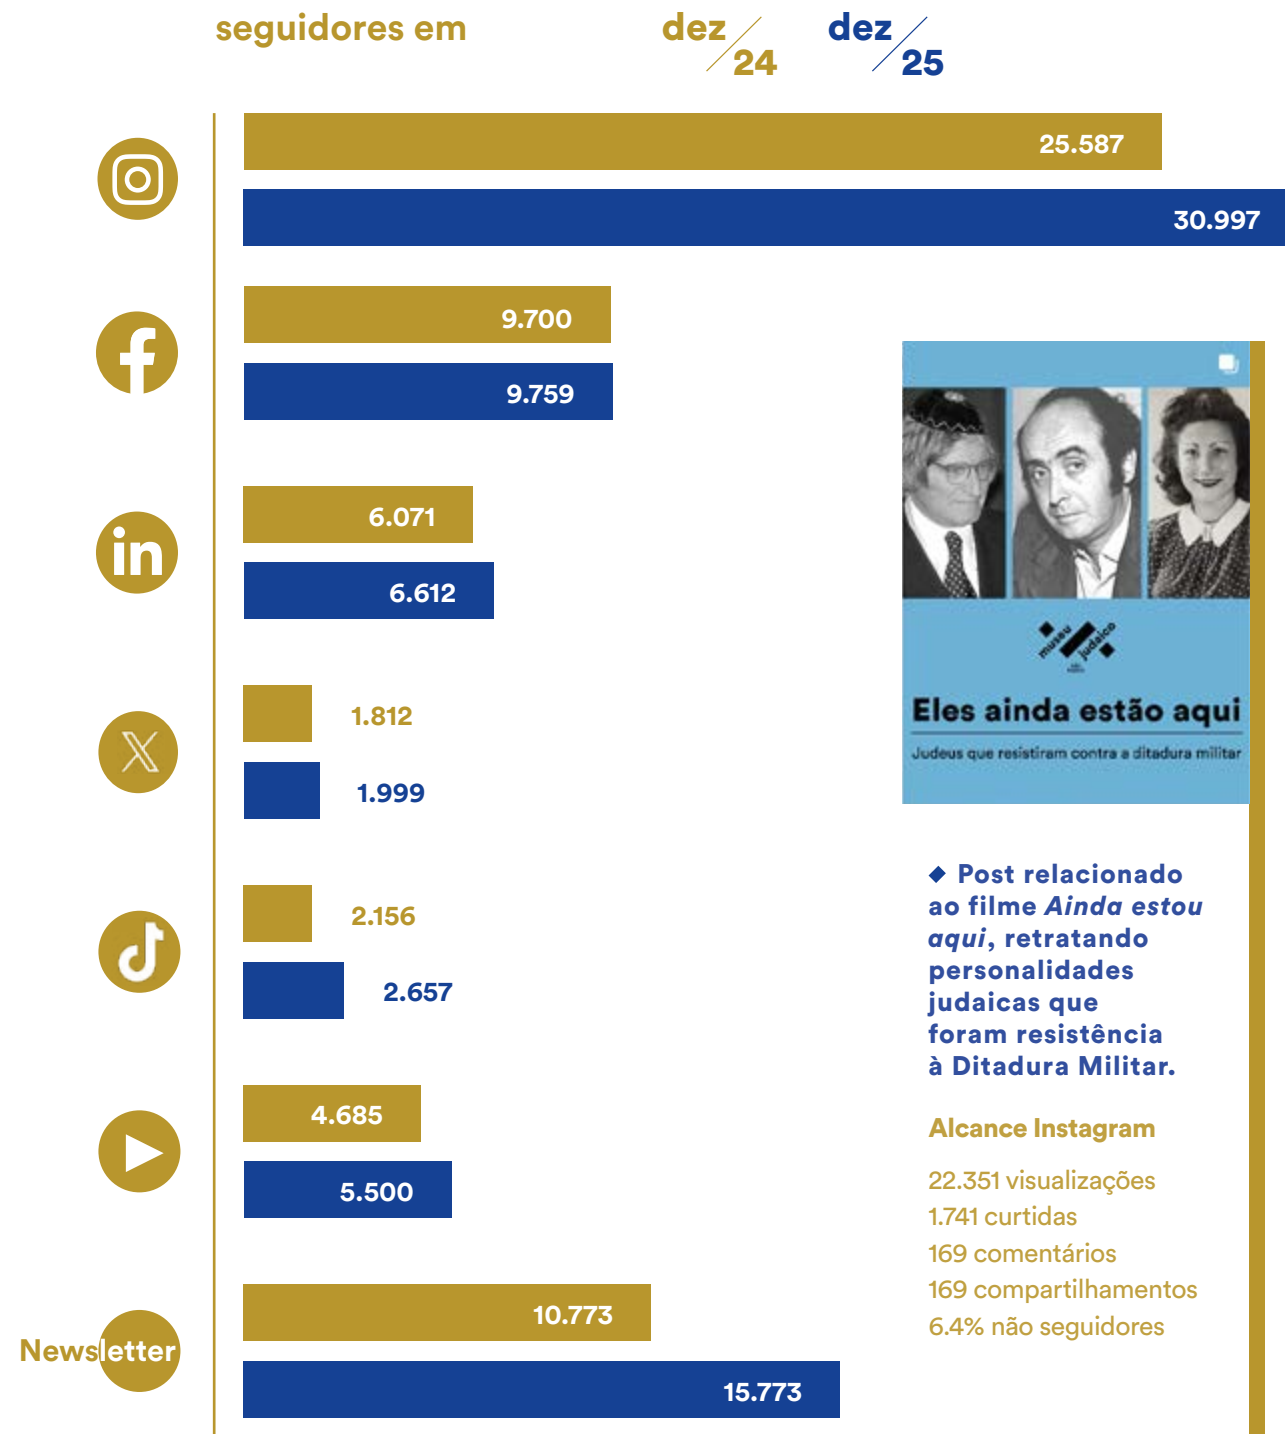 seguidores em
dez
24
dez
25
25.587
30.997
9.700
9.759
in
6.071
6.612
1.812
1.999
2.156
2.657
4.685
5.500
Newsletter
10.773
15.773
museu
judaico
Eles ainda estão aqui
Judeus que resistiram contra a ditadura militar
◆ Post relacionado
ao filme Ainda estou
aqui, retratando
personalidades
judaicas que
foram resistência
à Ditadura Militar.
Alcance Instagram
22.351 visualizações
1.741 curtidas
169 comentários
169 compartilhamentos
6.4% não seguidores